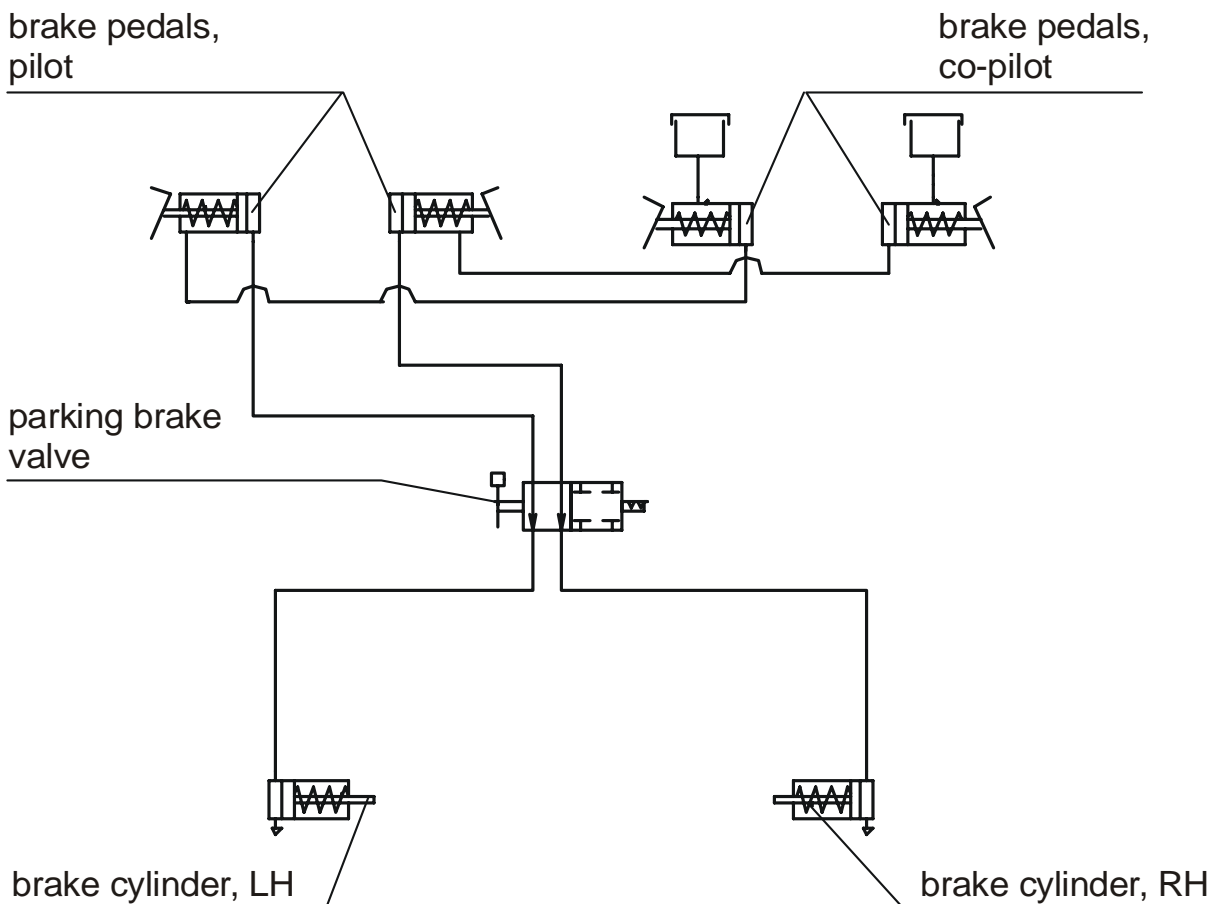 brake pedals,
pilot
brake pedals,
co-pilot
parking brake
valve
brake cylinder, LH
brake cylinder, RH